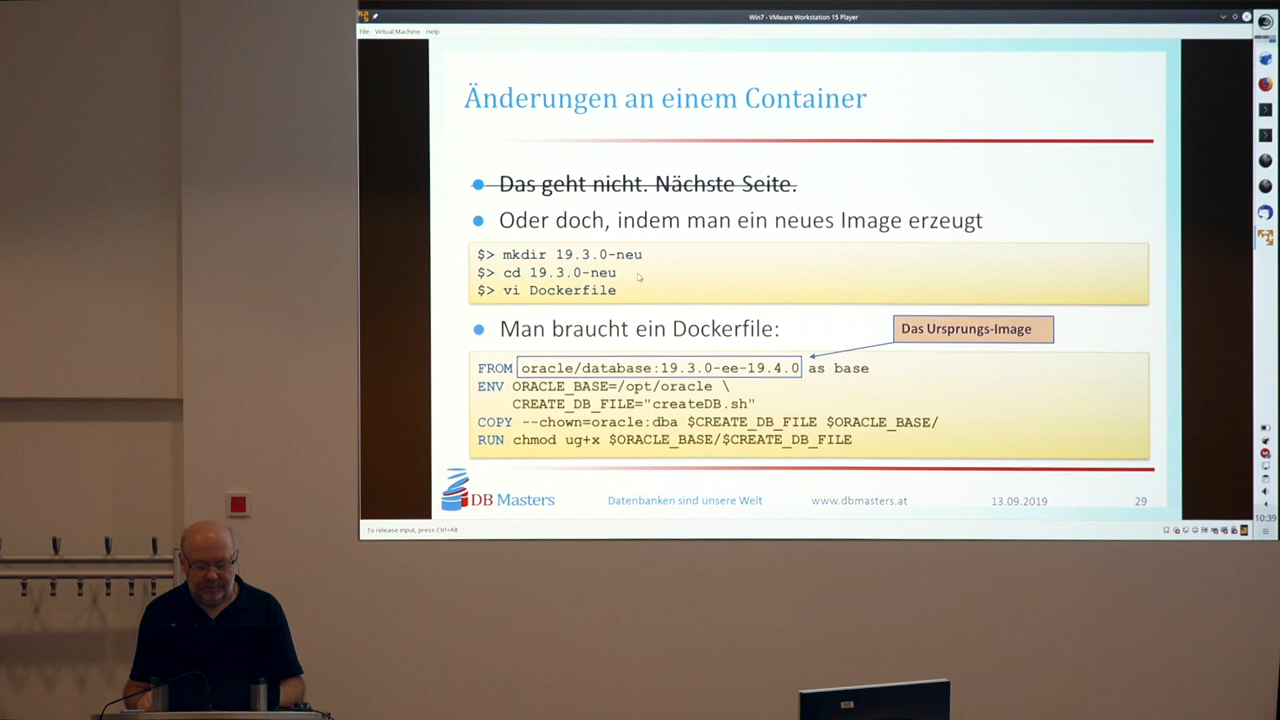 Win7 - VMware Workstation 15 Player
File Virtual Machine Help
Änderungen an einem Container
Das geht nicht. Nächste Seite.
Oder doch, indem man ein neues Image erzeugt
$> mkdir 19.3.0-neu
$> cd 19.3.0-neu
$> vi Dockerfile
Man braucht ein Dockerfile:
Das Ursprungs-Image
FROM oracle/database:19.3.0-ee-19.4.0 as base
ENV ORACLE_BASE=/opt/oracle \
CREATE_DB_FILE="createDB.sh"
COPY --chown=oracle:dba $CREATE_DB_FILE $ORACLE_BASE/
RUN chmod ug+x $ORACLE_BASE/$CREATE_DB_FILE
DB Masters
Datenbanken sind unsere Welt
www.dbmasters.at
13.09.2019
29
10:39
To release input, press Ctrl+Alt